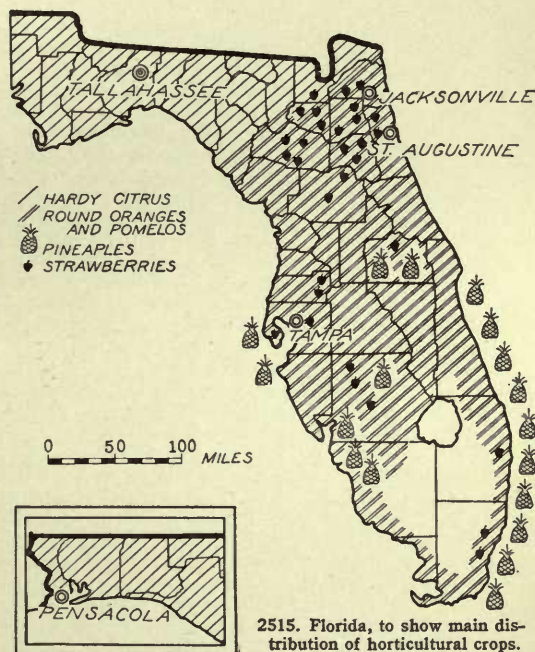 TALLAHASSEE
JACKSONVILLE
ST. AUGUSTINE
HARDY CITRUS
ROUND ORANGES
AND POMELOS
PINEAPLES
STRAWBERRIES
TAMPA
0 50 100
MILES
PENSACOLA
2515. Florida, to show main dis-
tribution of horticultural crops.